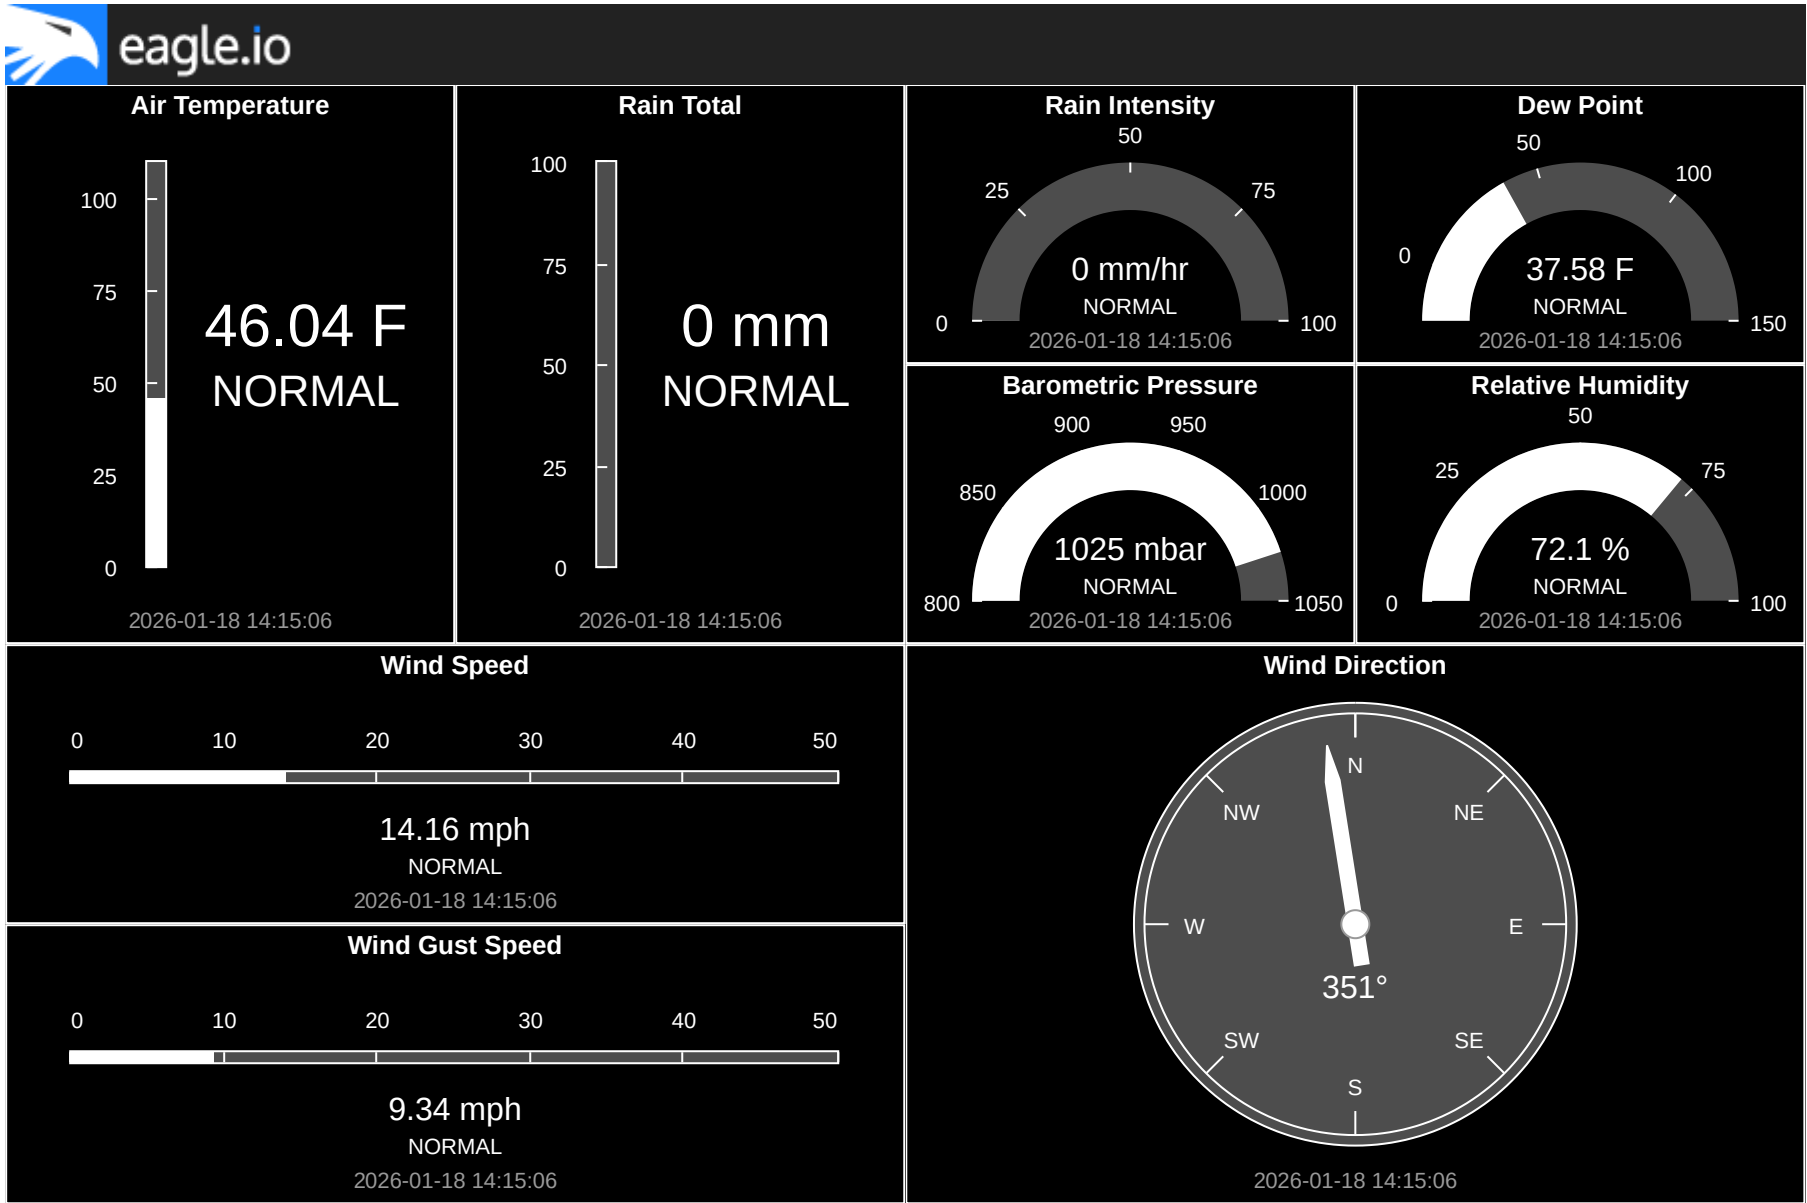 eagle.io
Air Temperature
100
75
50
25
0
46.04 F
NORMAL
2026-01-18 14:15:06
Rain Total
100
75
50
25
0
0 mm
NORMAL
2026-01-18 14:15:06
Rain Intensity
50
25
75
0
100
0 mm/hr
NORMAL
2026-01-18 14:15:06
Dew Point
50
100
0
150
37.58 F
NORMAL
2026-01-18 14:15:06
Barometric Pressure
900
950
850
1000
800
1050
1025 mbar
NORMAL
2026-01-18 14:15:06
Relative Humidity
50
25
75
0
100
72.1 %
NORMAL
2026-01-18 14:15:06
Wind Speed
0 10 20 30 40 50
14.16 mph
NORMAL
2026-01-18 14:15:06
Wind Gust Speed
0 10 20 30 40 50
9.34 mph
NORMAL
2026-01-18 14:15:06
Wind Direction
N
NW NE
W E
351°
SW SE
S
2026-01-18 14:15:06